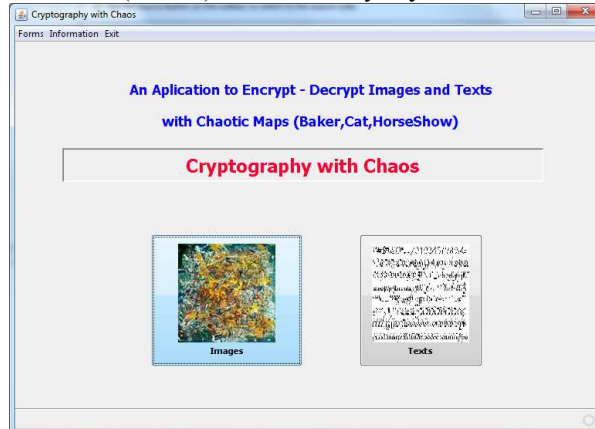 Cryptography with Chaos
Forms Information Exit
An Aplication to Encrypt - Decrypt Images and Texts
with Chaotic Maps (Baker,Cat,HorseShow)
Cryptography with Chaos
Images
Texts